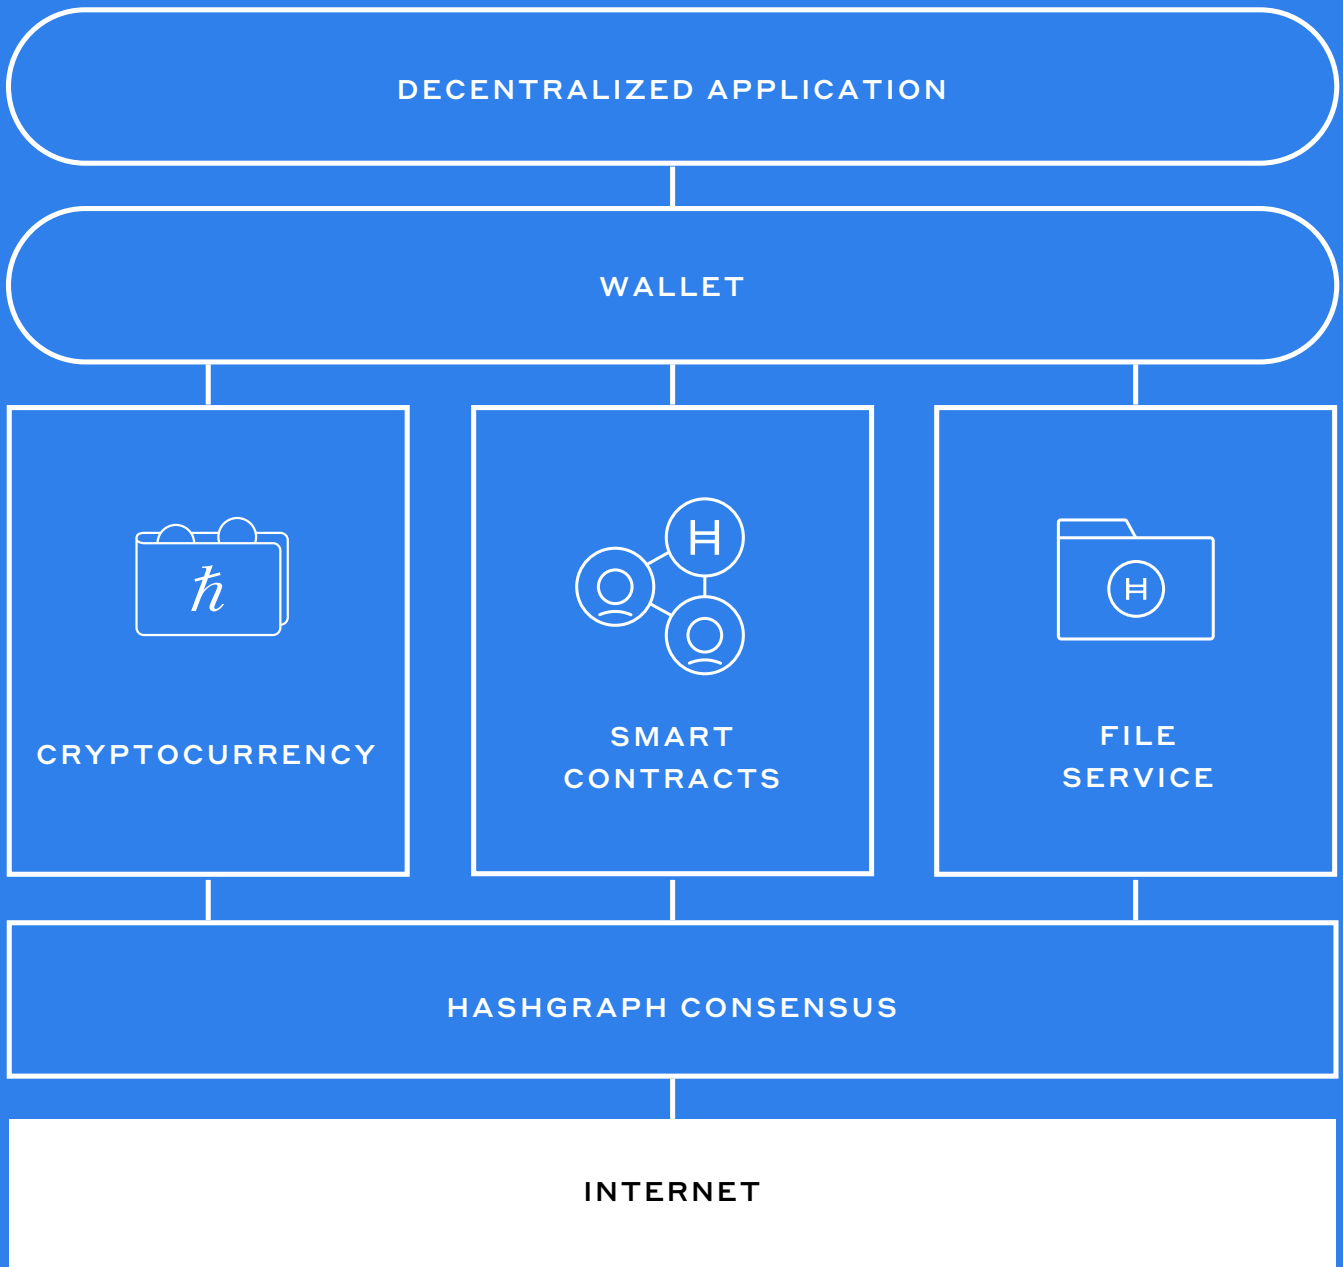 DECENTRALIZED APPLICATION
WALLET
ℏ
H
H
CRYPTOCURRENCY
SMART
CONTRACTS
FILE
SERVICE
HASHGRAPH CONSENSUS
INTERNET